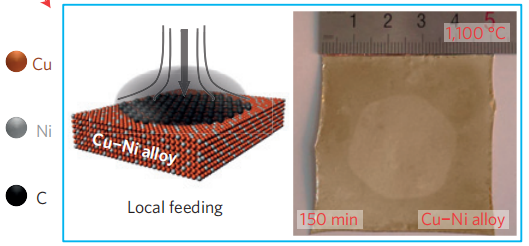 Cu
Ni
C
Cu–Ni alloy
Local feeding
1 2 3 4 5
1,100 °C
150 min
Cu–Ni alloy